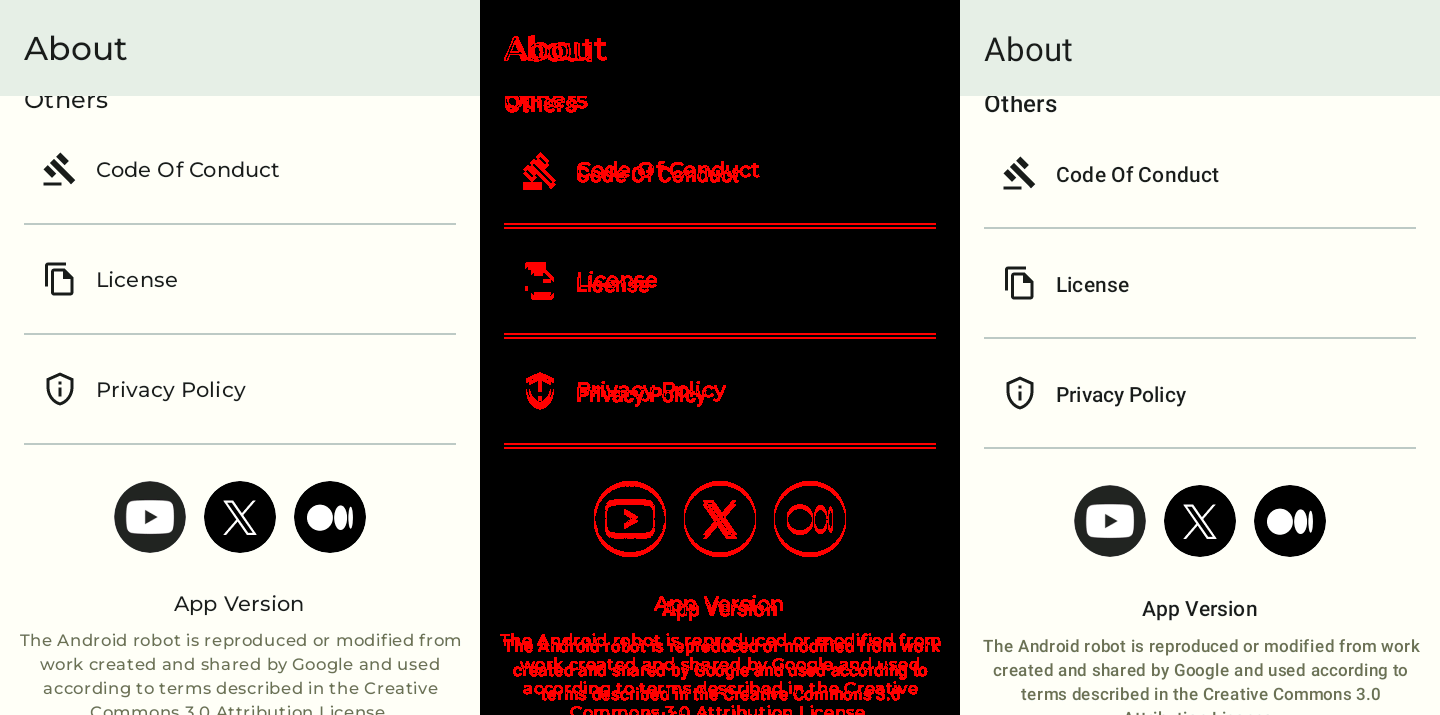 About
Others
Code Of Conduct
License
Privacy Policy
App Version
The Android robot is reproduced or modified from
work created and shared by Google and used
according to terms described in the Creative
Commons 3.0 Attribution License
About
Others
Code Of Conduct
License
Privacy Policy
App Version
The Android robot is reproduced or modified from
work created and shared by Google and used
according to terms described in the Creative
Commons 3.0 Attribution License
About
Others
Code Of Conduct
License
Privacy Policy
App Version
The Android robot is reproduced or modified from work
created and shared by Google and used according to
terms described in the Creative Commons 3.0